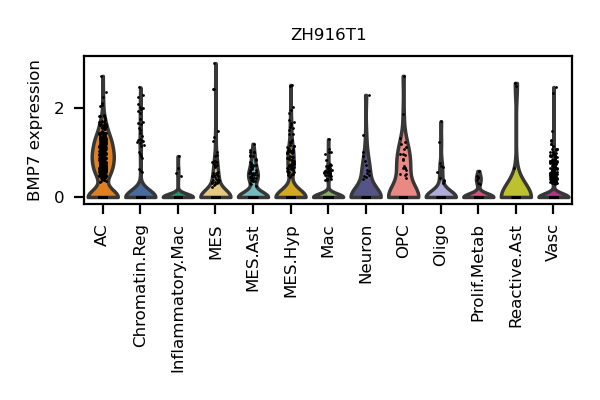 ZH916T1
BMP7 expression
2
0
AC
Chromatin.Reg
Inflammatory.Mac
MES
MES.Ast
MES.Hyp
Mac
Neuron
OPC
Oligo
Prolif.Metab
Reactive.Ast
Vasc